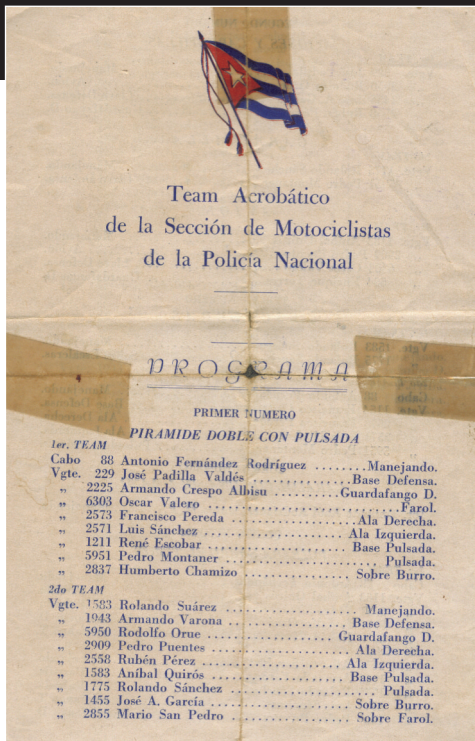 Team Acrobático
de la Sección de Motociclistas
de la Policía Nacional
PROGRAMA
PRIMER NUMERO
PIRAMIDE DOBLE CON PULSADA
1er. TEAM
Cabo 88 Antonio Fernández Rodríguez ........ Manejando.
Vgte. 229 José Padilla Valdés ................ Base Defensa.
„ 2225 Armando Crespo Albisu .......... Guardafango D.
„ 6303 Oscar Valero ........................ Farol.
„ 2573 Francisco Pereda ................ Ala Derecha.
„ 2571 Luis Sánchez .................... Ala Izquierda.
„ 1211 René Escobar .................... Base Pulsada.
„ 5951 Pedro Montaner .................... Pulsada.
„ 2837 Humberto Chamizo ................ Sobre Burro.
2do TEAM
Vgte. 1583 Rolando Suárez .................... Manejando.
„ 1943 Armando Varona ................ Base Defensa.
„ 5950 Rodolfo Orue .................... Guardafango D.
„ 2909 Pedro Puentes .................... Ala Derecha.
„ 2558 Rubén Pérez .................... Ala Izquierda.
„ 1583 Aníbal Quirós .................... Base Pulsada.
„ 1775 Rolando Sánchez .................... Pulsada.
„ 1455 José A. García .................... Sobre Burro.
„ 2855 Mario San Pedro .................... Sobre Farol.